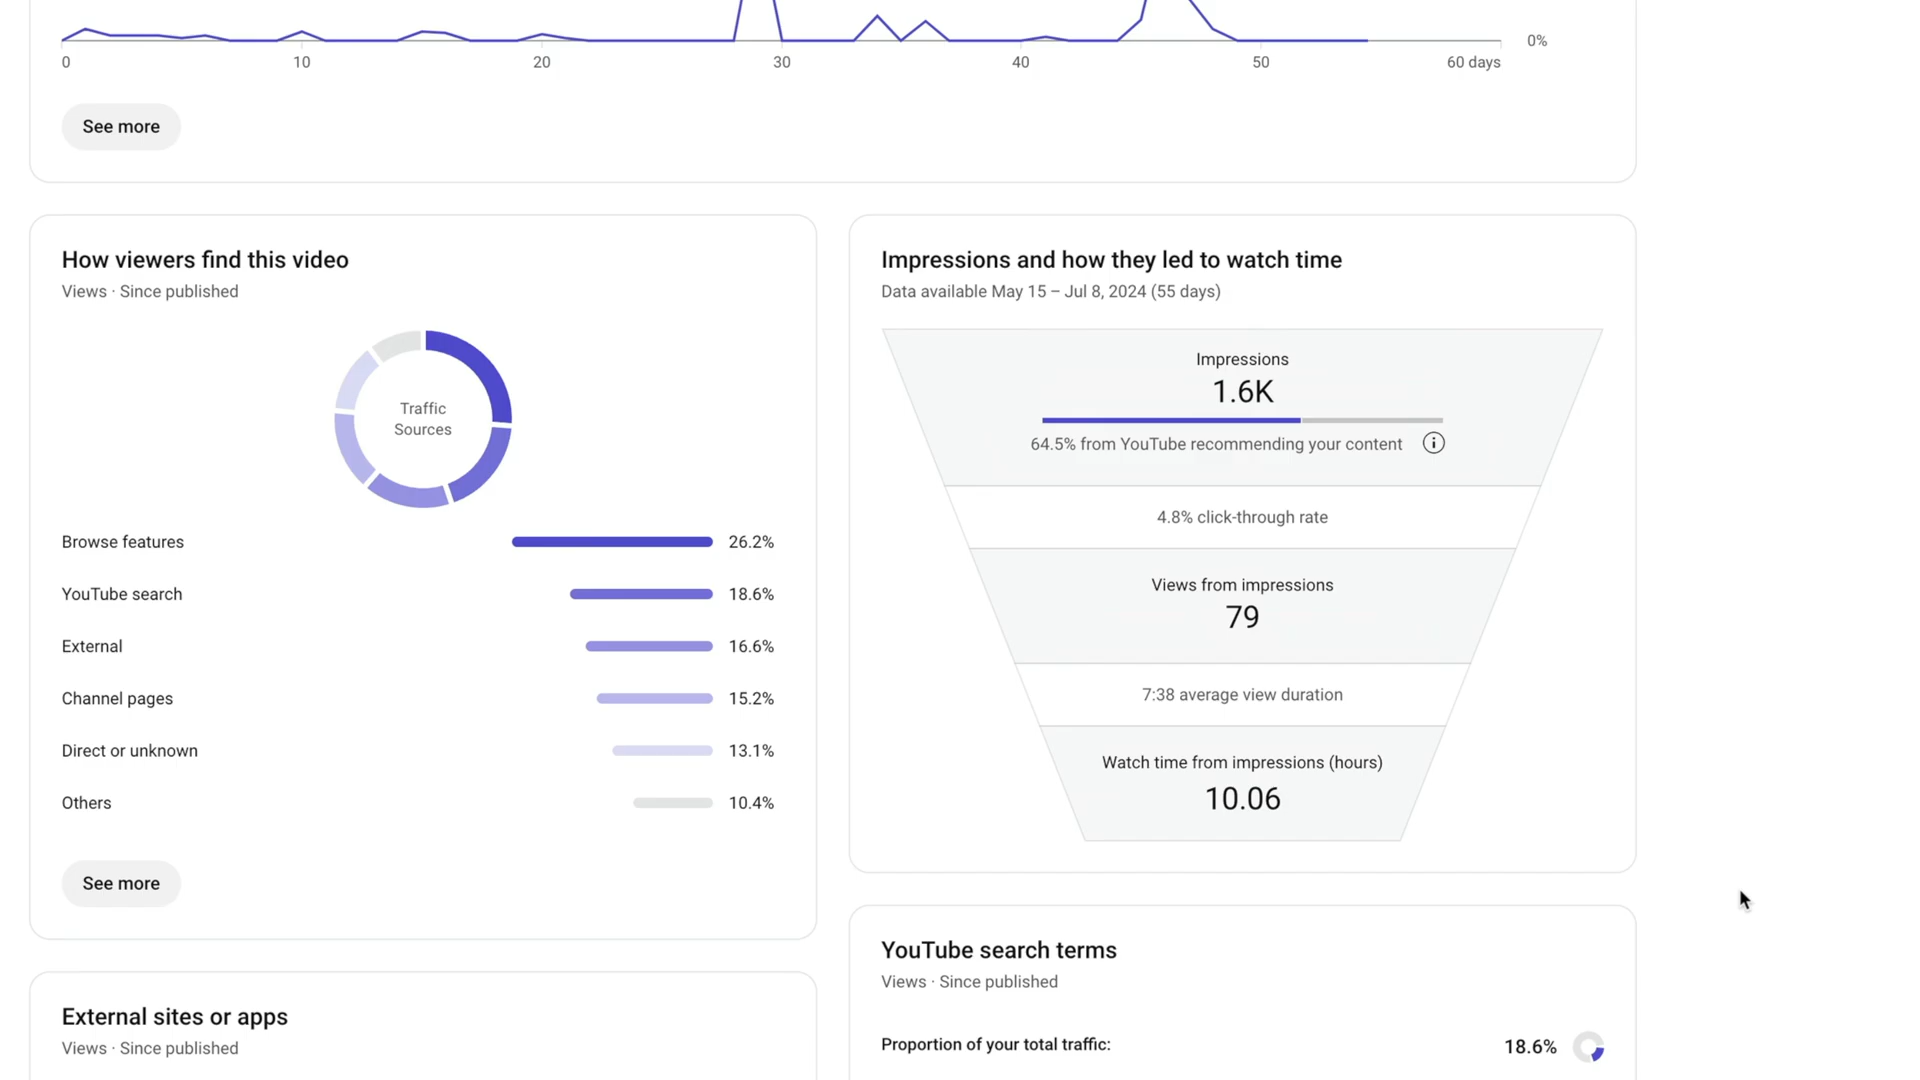 0%
0 10 20 30 40 50 60 days
See more
How viewers find this video
Views · Since published
Traffic
Sources
Browse features 26.2%
YouTube search 18.6%
External 16.6%
Channel pages 15.2%
Direct or unknown 13.1%
Others 10.4%
See more
Impressions and how they led to watch time
Data available May 15 – Jul 8, 2024 (55 days)
Impressions
1.6K
64.5% from YouTube recommending your content
4.8% click-through rate
Views from impressions
79
7:38 average view duration
Watch time from impressions (hours)
10.06
External sites or apps
Views · Since published
YouTube search terms
Views · Since published
Proportion of your total traffic: 18.6%